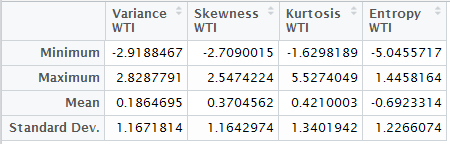 Variance WTI Skewness WTI Kurtosis WTI Entropy WTI
Minimum -2.9188467 -2.7090015 -1.6298189 -5.0455717
Maximum 2.8287791 2.5474224 5.5274049 1.4458164
Mean 0.1864695 0.3704562 0.4210003 -0.6923314
Standard Dev. 1.1671814 1.1642974 1.3401942 1.2266074